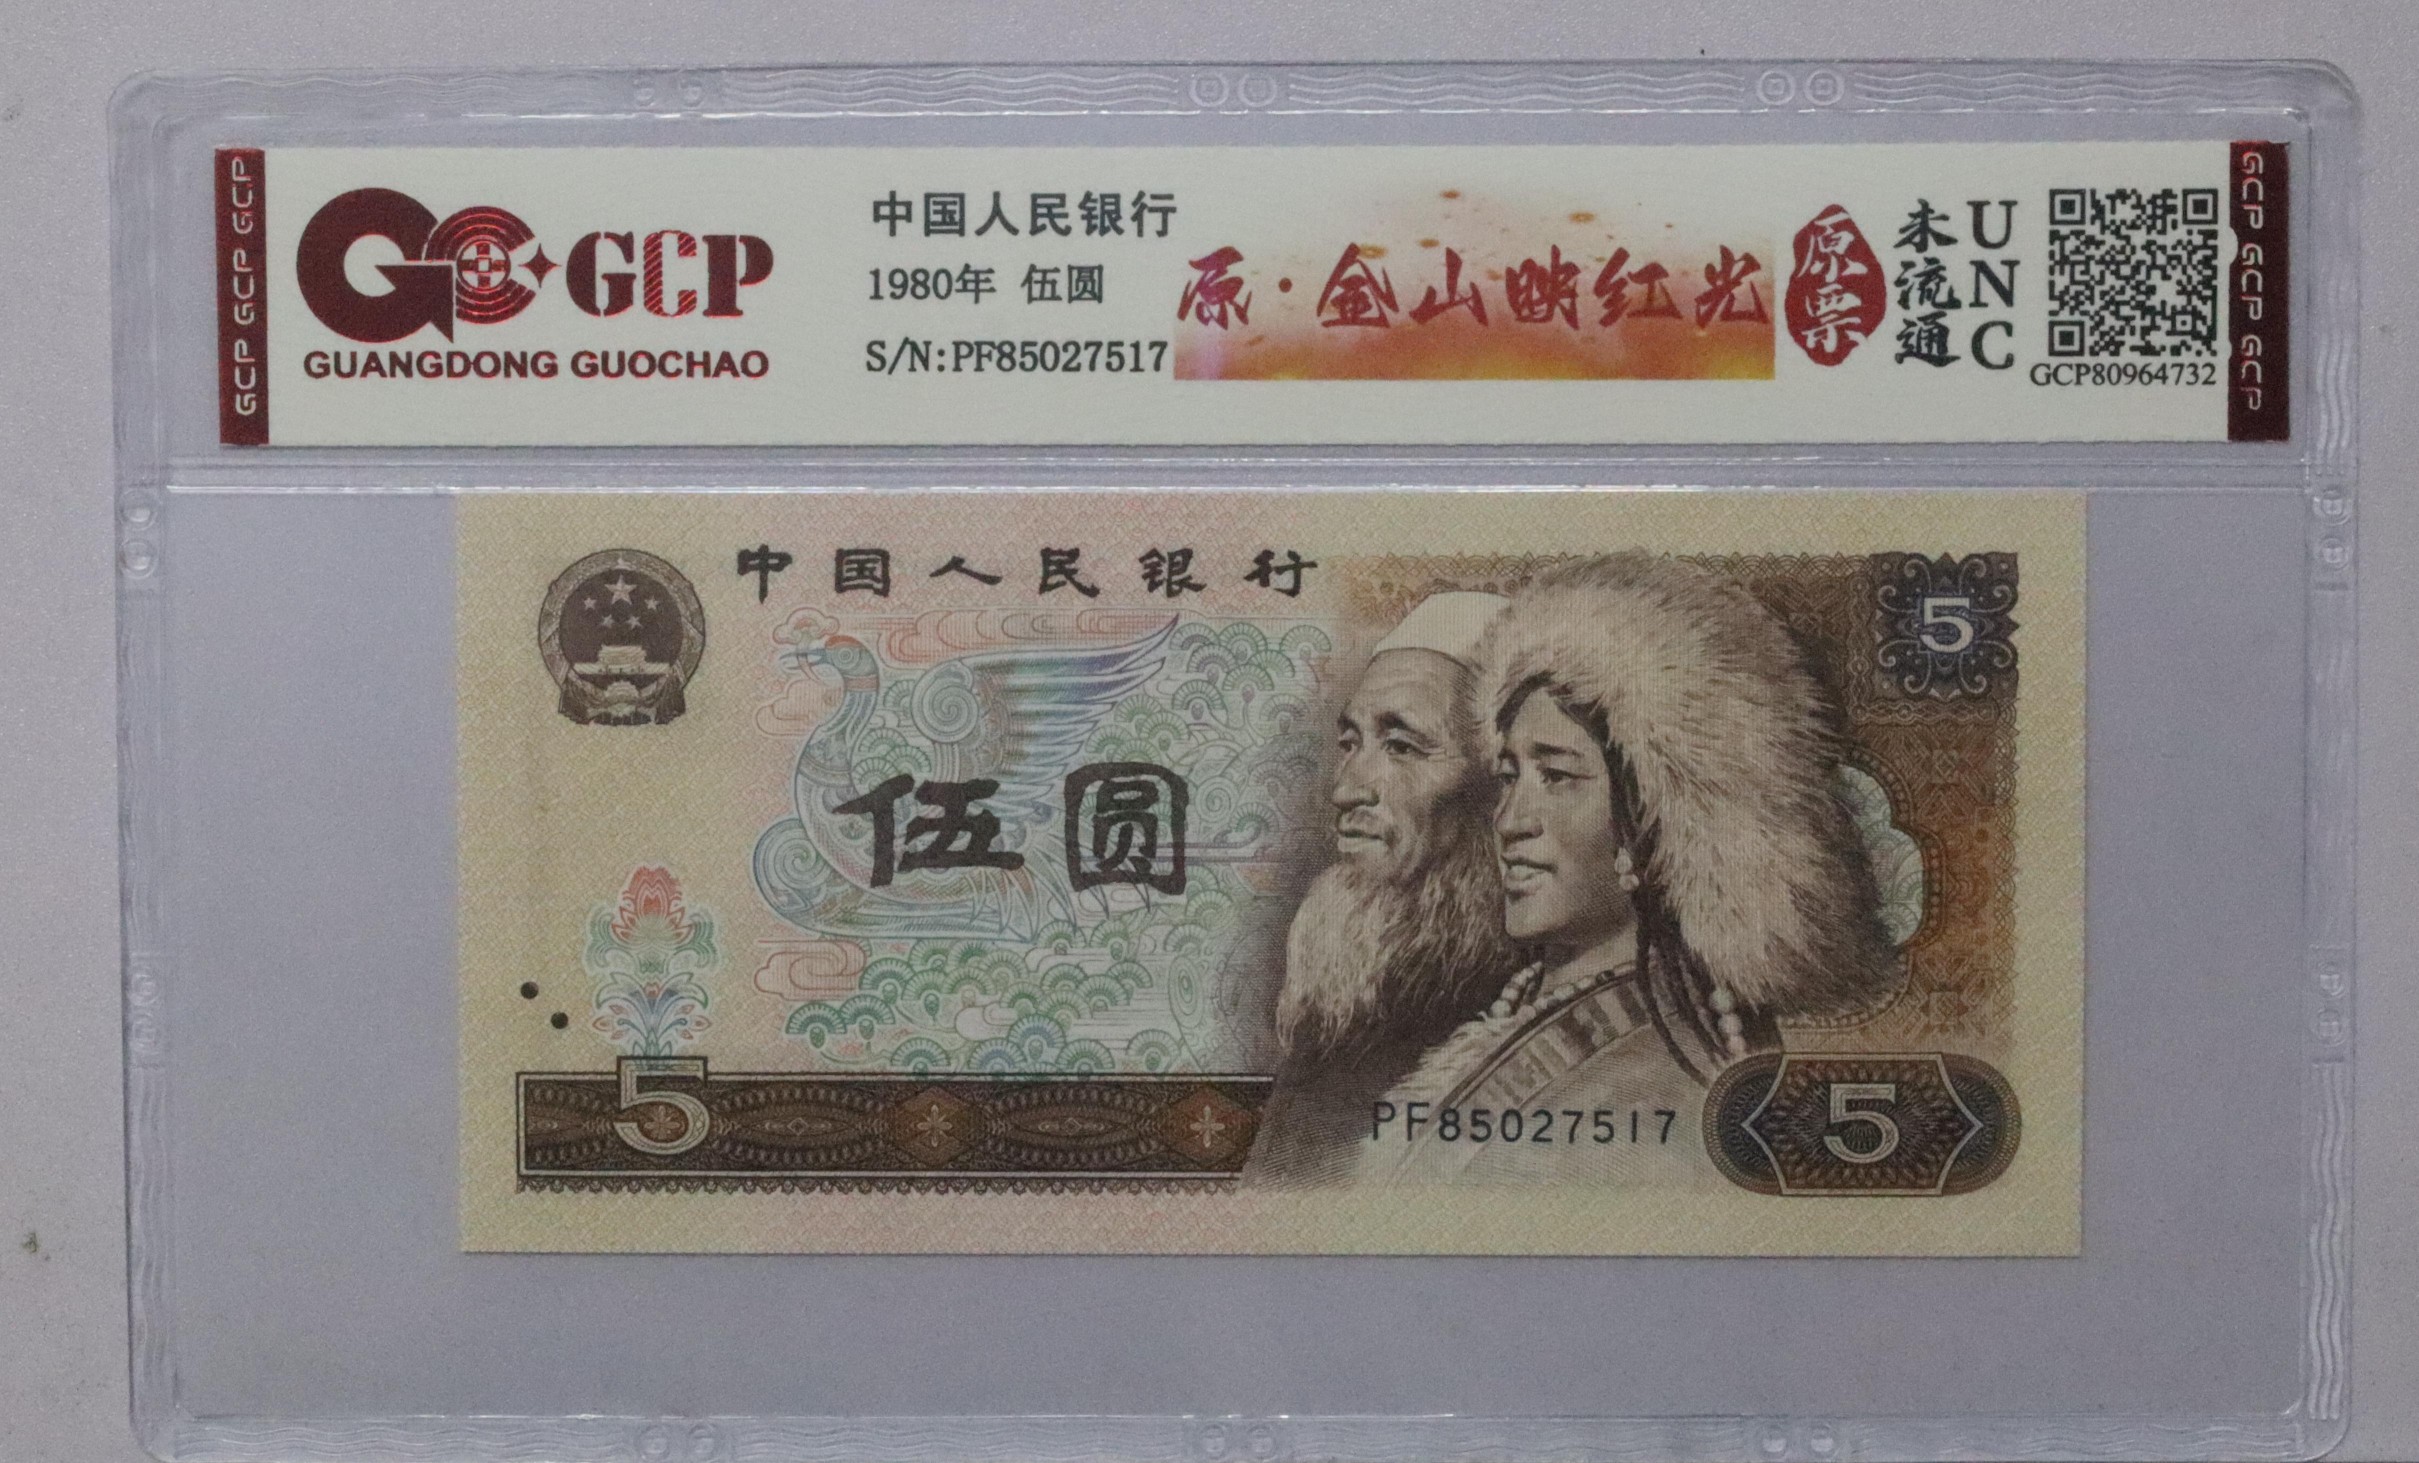 GCP GCP GCP
GCP
GUANGDONG GUOCHAO
中国人民银行
1980年 伍圆
S/N:PF85027517
原·金山映红光
原票
未流通
UNC
GCP80964732
GCP GCP GCP
中国人民银行
5
伍圆
5
PF85027517
5